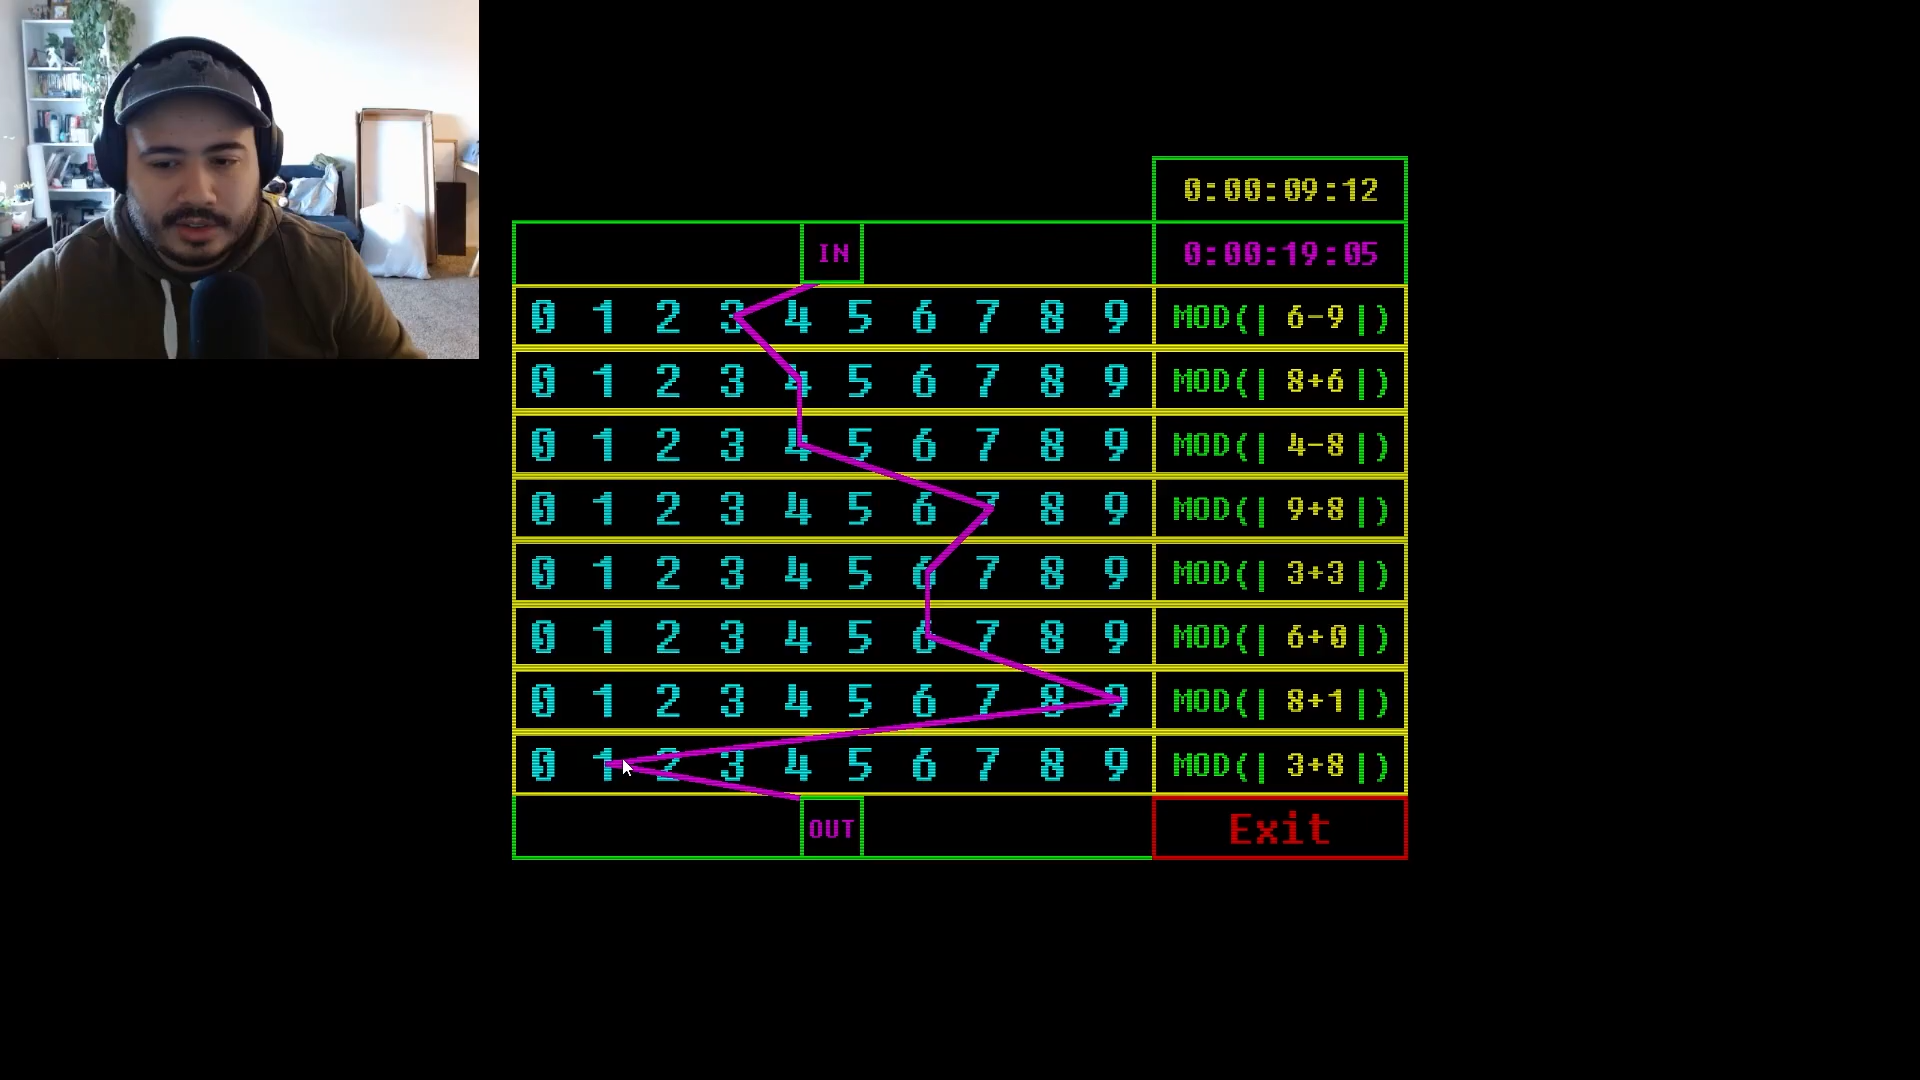 0:00:09:12
IN 0:00:19:05
0 1 2 3 4 5 6 7 8 9 MOD(| 6-9 |)
0 1 2 3 4 5 6 7 8 9 MOD(| 8+6 |)
0 1 2 3 4 5 6 7 8 9 MOD(| 4-8 |)
0 1 2 3 4 5 6 7 8 9 MOD(| 9+8 |)
0 1 2 3 4 5 6 7 8 9 MOD(| 3+3 |)
0 1 2 3 4 5 6 7 8 9 MOD(| 6+0 |)
0 1 2 3 4 5 6 7 8 9 MOD(| 8+1 |)
0 1 2 3 4 5 6 7 8 9 MOD(| 3+8 |)
OUT Exit